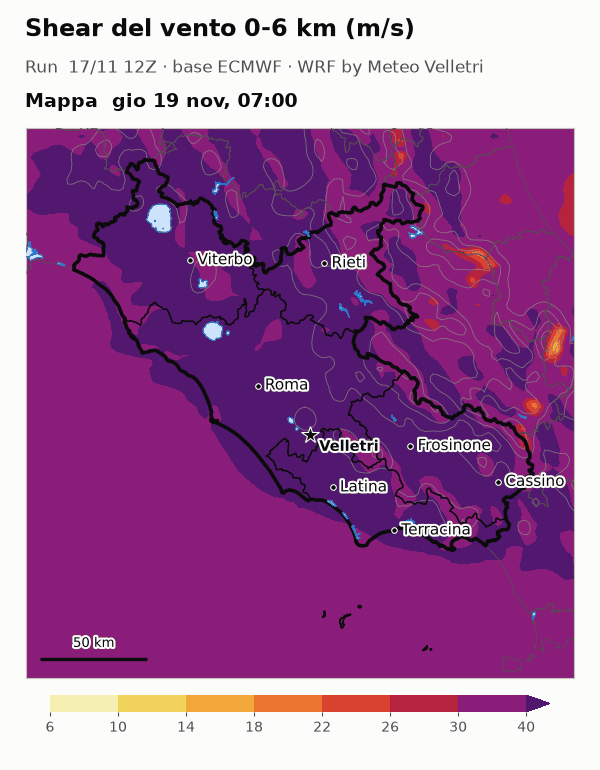 Shear del vento 0-6 km (m/s)
Run 17/11 12Z · base ECMWF · WRF by Meteo Velletri
Mappa gio 19 nov, 07:00
Viterbo
Rieti
Roma
Velletri
Frosinone
Latina
Cassino
Terracina
50 km
6 10 14 18 22 26 30 40